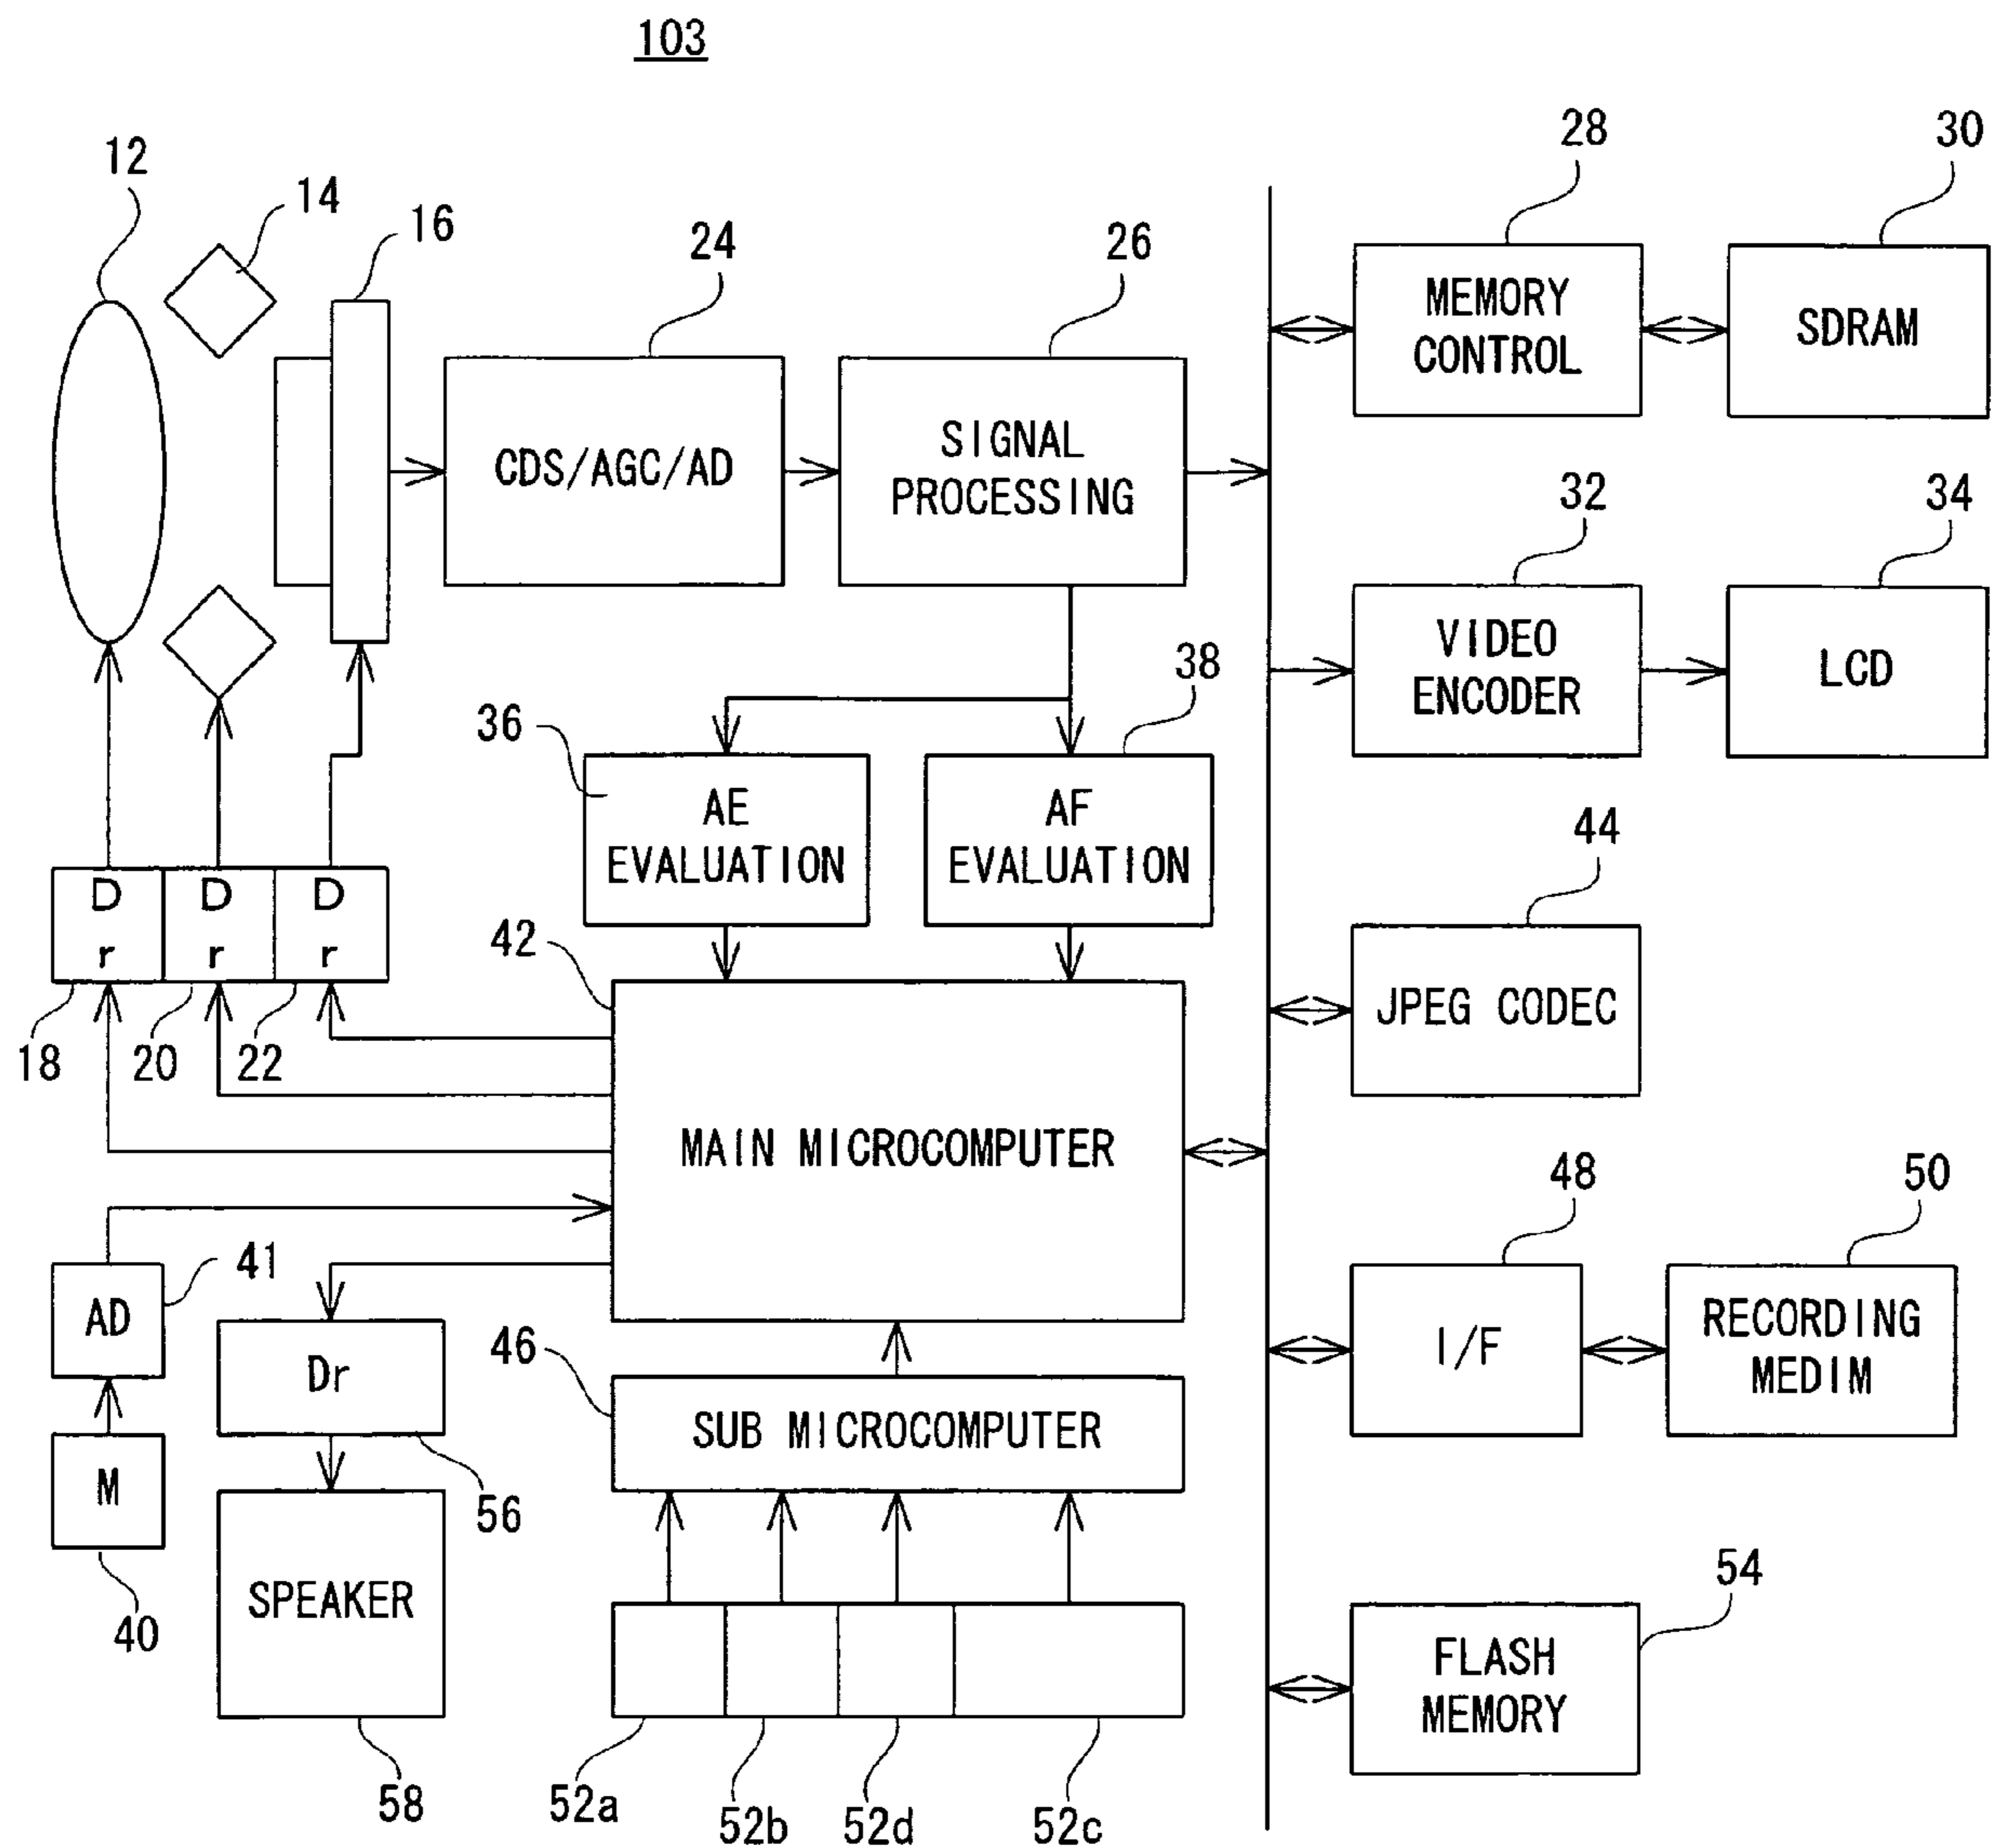 103
12
14
16
24
26
28
30
CDS/AGC/AD
SIGNAL
PROCESSING
MEMORY
CONTROL
SDRAM
32
34
VIDEO
ENCODER
LCD
36
38
AE
EVALUATION
AF
EVALUATION
D
r
D
r
D
r
18
20
22
42
44
JPEG CODEC
MAIN MICROCOMPUTER
41
AD
M
40
Dr
56
SPEAKER
58
46
SUB MICROCOMPUTER
48
50
I/F
RECORDING
MEDIM
52a
52b
52d
52c
54
FLASH
MEMORY